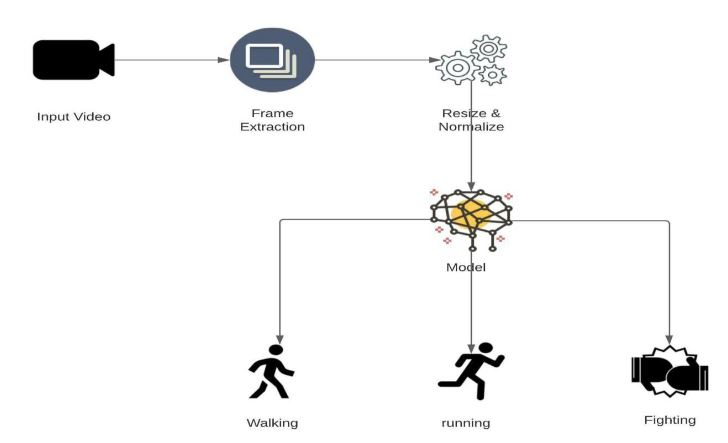 Input Video
Frame
Extraction
Resize &
Normalize
Model
Walking
running
Fighting